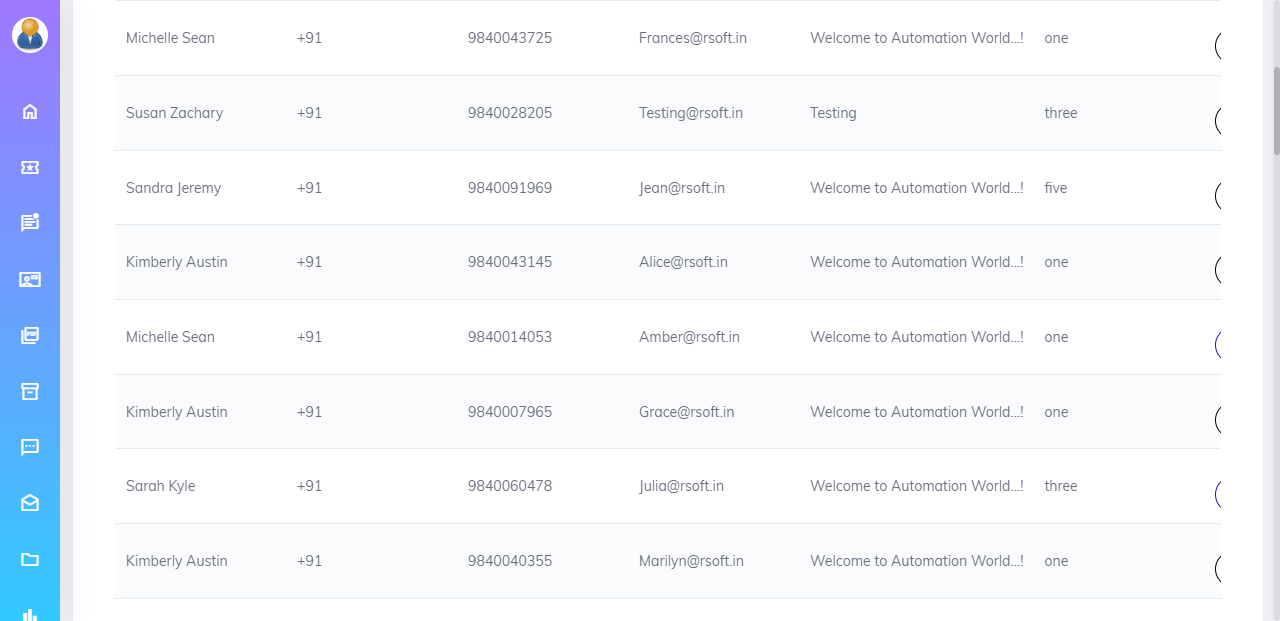 Michelle Sean +91 9840043725 Frances@rsoft.in Welcome to Automation World...! one
Susan Zachary +91 9840028205 Testing@rsoft.in Testing three
Sandra Jeremy +91 9840091969 Jean@rsoft.in Welcome to Automation World...! five
Kimberly Austin +91 9840043145 Alice@rsoft.in Welcome to Automation World...! one
Michelle Sean +91 9840014053 Amber@rsoft.in Welcome to Automation World...! one
Kimberly Austin +91 9840007965 Grace@rsoft.in Welcome to Automation World...! one
Sarah Kyle +91 9840060478 Julia@rsoft.in Welcome to Automation World...! three
Kimberly Austin +91 9840040355 Marilyn@rsoft.in Welcome to Automation World...! one